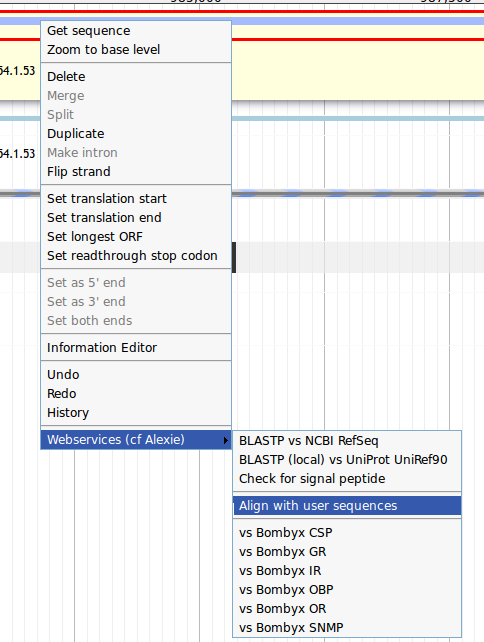 54.1.53
54.1.53
Get sequence
Zoom to base level
Delete
Merge
Split
Duplicate
Make intron
Flip strand
Set translation start
Set translation end
Set longest ORF
Set readthrough stop codon
Set as 5' end
Set as 3' end
Set both ends
Information Editor
Undo
Redo
History
Webservices (cf Alexie)
BLASTP vs NCBI RefSeq
BLASTP (local) vs UniProt UniRef90
Check for signal peptide
Align with user sequences
vs Bombyx CSP
vs Bombyx GR
vs Bombyx IR
vs Bombyx OBP
vs Bombyx OR
vs Bombyx SNMP